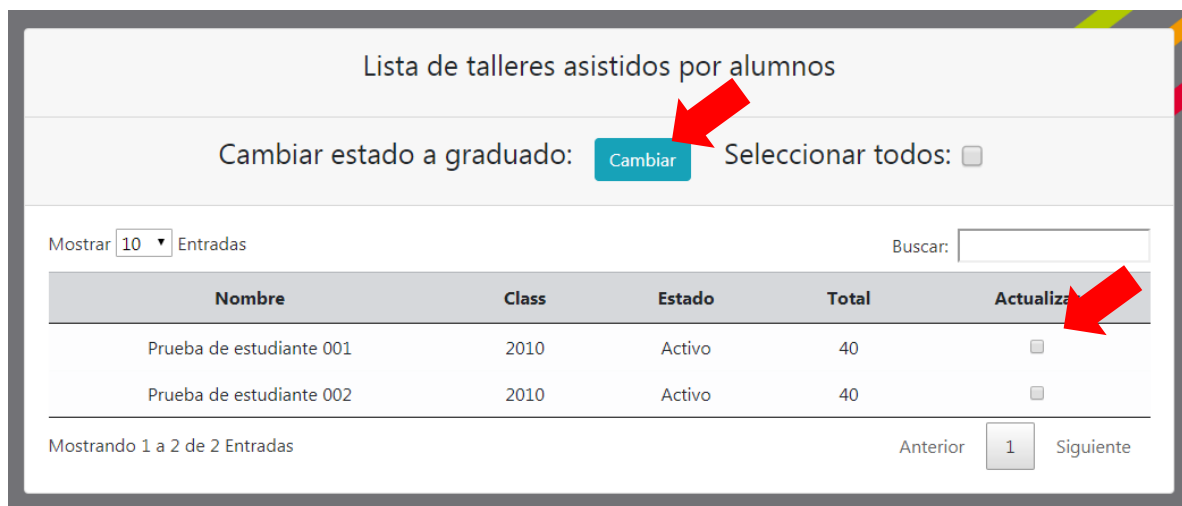 Lista de talleres asistidos por alumnos
Cambiar estado a graduado: Cambiar Seleccionar todos:
Mostrar 10 Entradas Buscar:
Nombre Class Estado Total Actualizar
Prueba de estudiante 001 2010 Activo 40
Prueba de estudiante 002 2010 Activo 40
Mostrando 1 a 2 de 2 Entradas Anterior 1 Siguiente